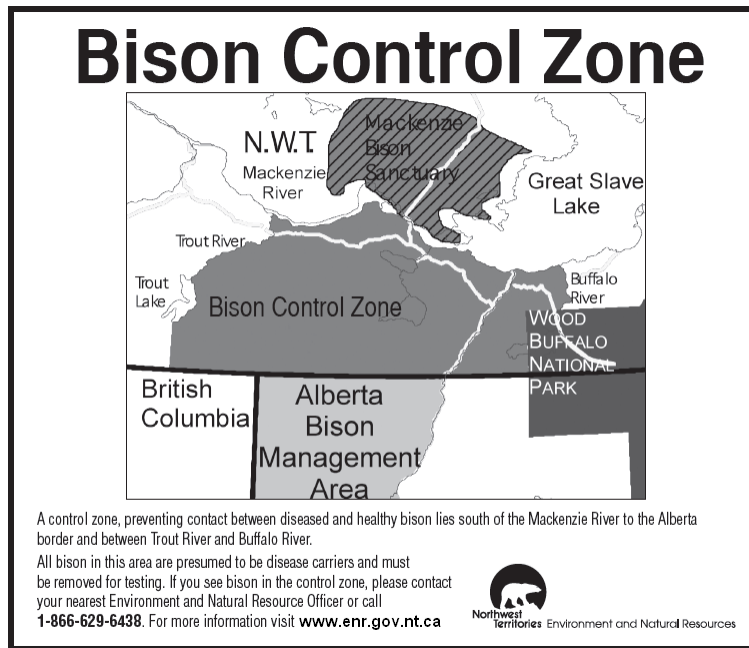 Bison Control Zone
N.W.T.
Mackenzie
Bison
Sanctuary
Mackenzie
River
Great Slave
Lake
Trout River
Trout
Lake
Buffalo
River
Bison Control Zone
WOOD
BUFFALO
NATIONAL
PARK
British
Columbia
Alberta
Bison
Management
Area
A control zone, preventing contact between diseased and healthy bison lies south of the Mackenzie River to the Alberta
border and between Trout River and Buffalo River.
All bison in this area are presumed to be disease carriers and must
be removed for testing. If you see bison in the control zone, please contact
your nearest Environment and Natural Resource Officer or call
1-866-629-6438. For more information visit www.enr.gov.nt.ca
Northwest
Territories Environment and Natural Resources